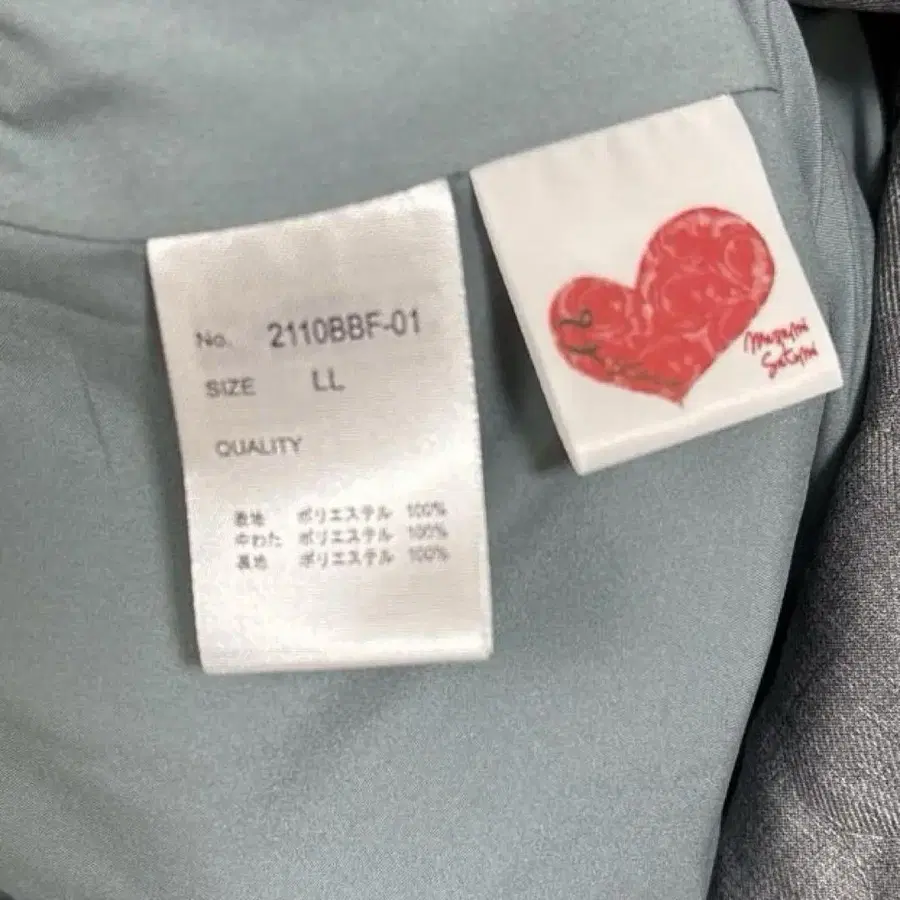 No. 2110BBF-01
SIZE LL
QUALITY
表地 ポリエステル 100%
中わた ポリエステル 100%
裏地 ポリエステル 100%